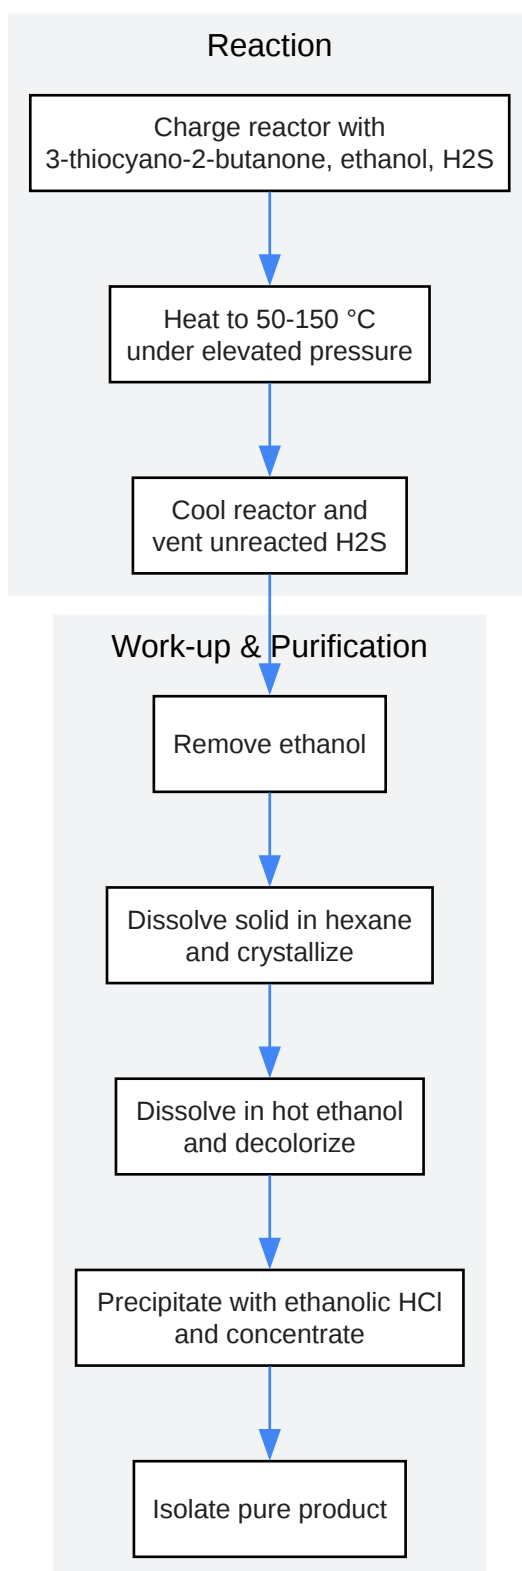 Reaction
Charge reactor with
3-thiocyano-2-butanone, ethanol, H2S
Heat to 50-150 °C
under elevated pressure
Cool reactor and
vent unreacted H2S
Work-up & Purification
Remove ethanol
Dissolve solid in hexane
and crystallize
Dissolve in hot ethanol
and decolorize
Precipitate with ethanolic HCl
and concentrate
Isolate pure product